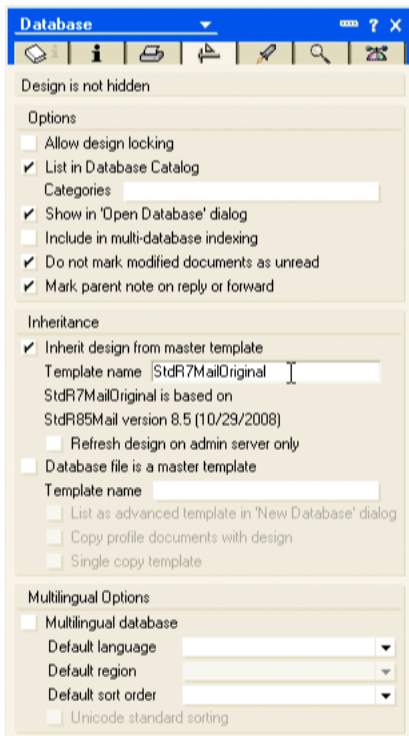 Database
? X
i
Design is not hidden
Options
Allow design locking
List in Database Catalog
Categories
Show in 'Open Database' dialog
Include in multi-database indexing
Do not mark modified documents as unread
Mark parent note on reply or forward
Inheritance
Inherit design from master template
Template name StdR7MailOriginal
StdR7MailOriginal is based on
StdR85Mail version 8.5 (10/29/2008)
Refresh design on admin server only
Database file is a master template
Template name
List as advanced template in 'New Database' dialog
Copy profile documents with design
Single copy template
Multilingual Options
Multilingual database
Default language
Default region
Default sort order
Unicode standard sorting